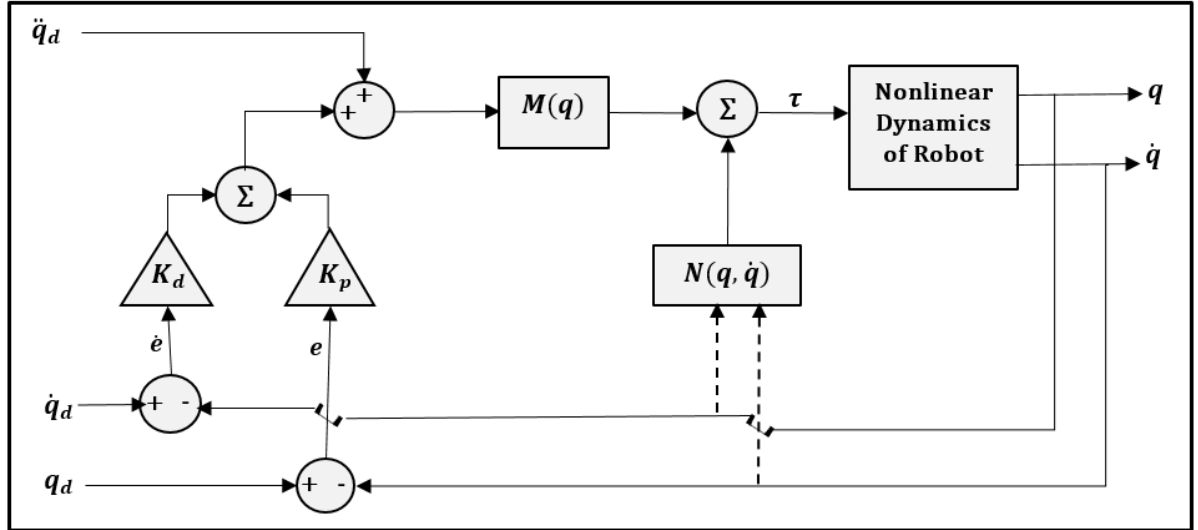 q̈_d
+
+
M(q)
Σ
τ
Nonlinear
Dynamics
of Robot
q
q̇
Σ
K_d
K_p
N(q, q̇)
ė
e
q̇_d
+ -
q_d
+ -